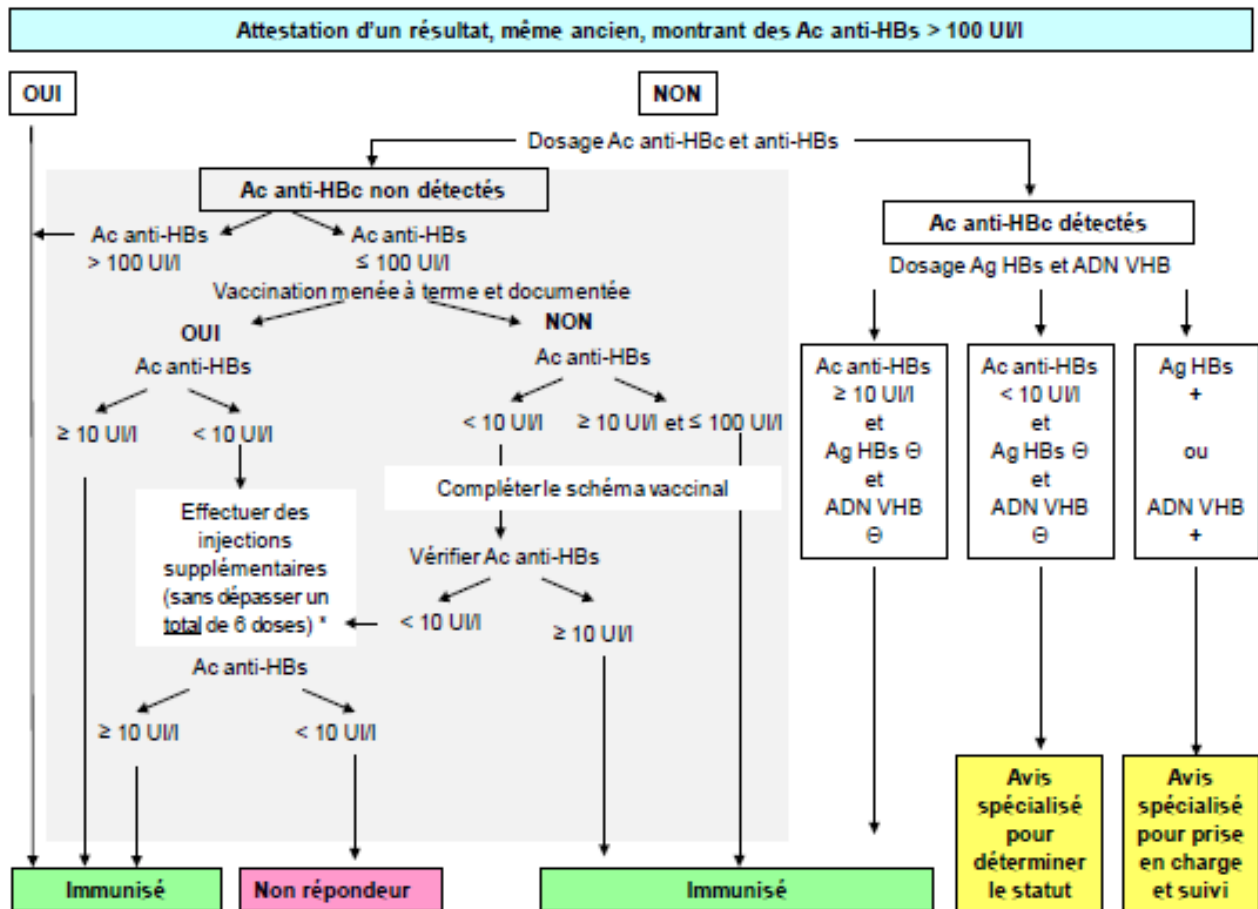 Attestation d'un résultat, même ancien, montrant des Ac anti-HBs > 100 UI/l
OUI
NON
Dosage Ac anti-HBc et anti-HBs
Ac anti-HBc non détectés
Ac anti-HBs
> 100 UI/l
Ac anti-HBs
≤ 100 UI/l
Vaccination menée à terme et documentée
OUI
Ac anti-HBs
≥ 10 UI/l
< 10 UI/l
NON
Ac anti-HBs
< 10 UI/l
≥ 10 UI/l et ≤ 100 UI/l
Effectuer des
injections
supplémentaires
(sans dépasser un
total de 6 doses) *
Compléter le schéma vaccinal
Vérifier Ac anti-HBs
< 10 UI/l
≥ 10 UI/l
Ac anti-HBs
≥ 10 UI/l
< 10 UI/l
Ac anti-HBc détectés
Dosage Ag HBs et ADN VHB
Ac anti-HBs
≥ 10 UI/l
et
Ag HBs ⊖
et
ADN VHB
⊖
Ac anti-HBs
< 10 UI/l
et
Ag HBs ⊖
et
ADN VHB
⊖
Ag HBs
+
ou
ADN VHB
+
Immunisé
Non répondeur
Immunisé
Avis
spécialisé
pour
déterminer
le statut
Avis
spécialisé
pour prise
en charge
et suivi